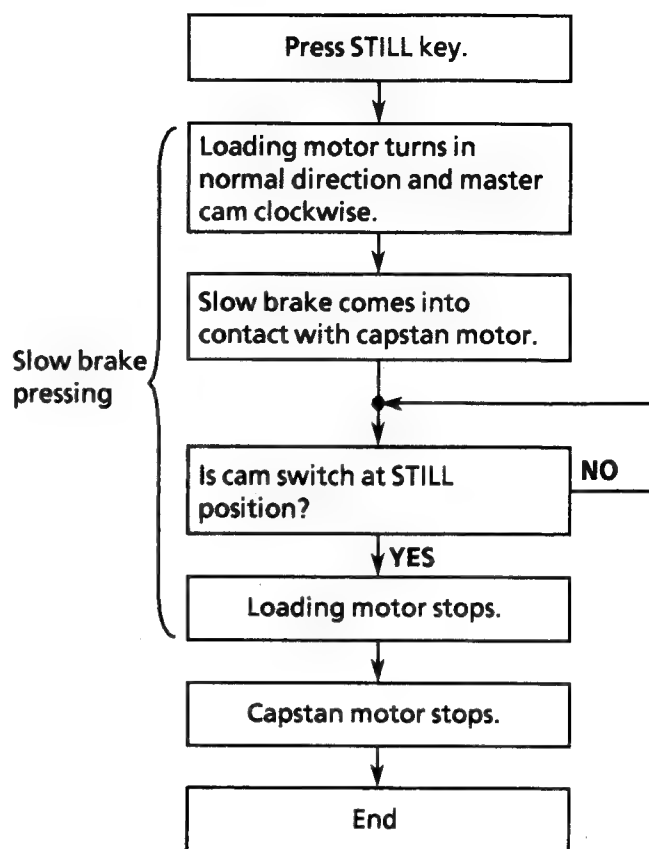 Press STILL key.
Loading motor turns in
normal direction and master
cam clockwise.
Slow brake comes into
contact with capstan motor.
Slow brake
pressing
Is cam switch at STILL
position?
NO
YES
Loading motor stops.
Capstan motor stops.
End